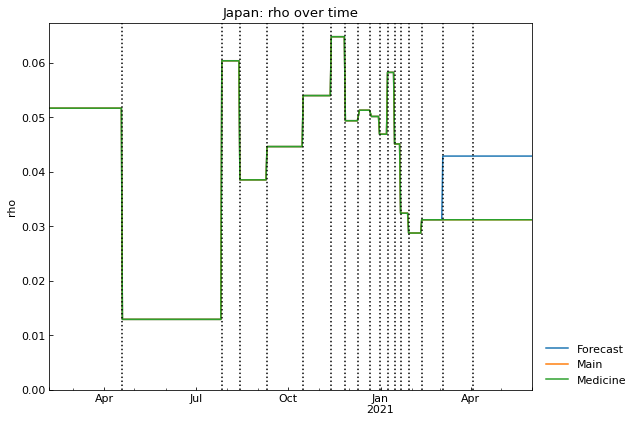 Japan: rho over time
0.06
0.05
0.04
rho
0.03
0.02
0.01
0.00
Apr Jul Oct Jan Apr
2021
Forecast
Main
Medicine